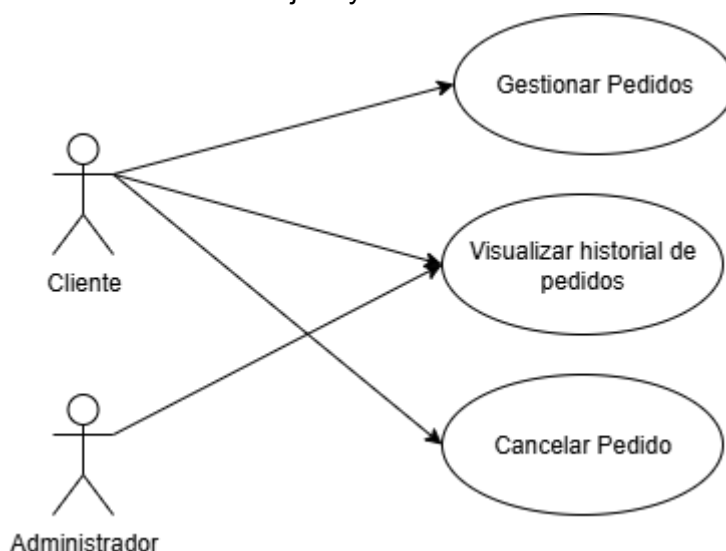 Gestionar Pedidos
Cliente
Visualizar historial de
pedidos
Cancelar Pedido
Administrador